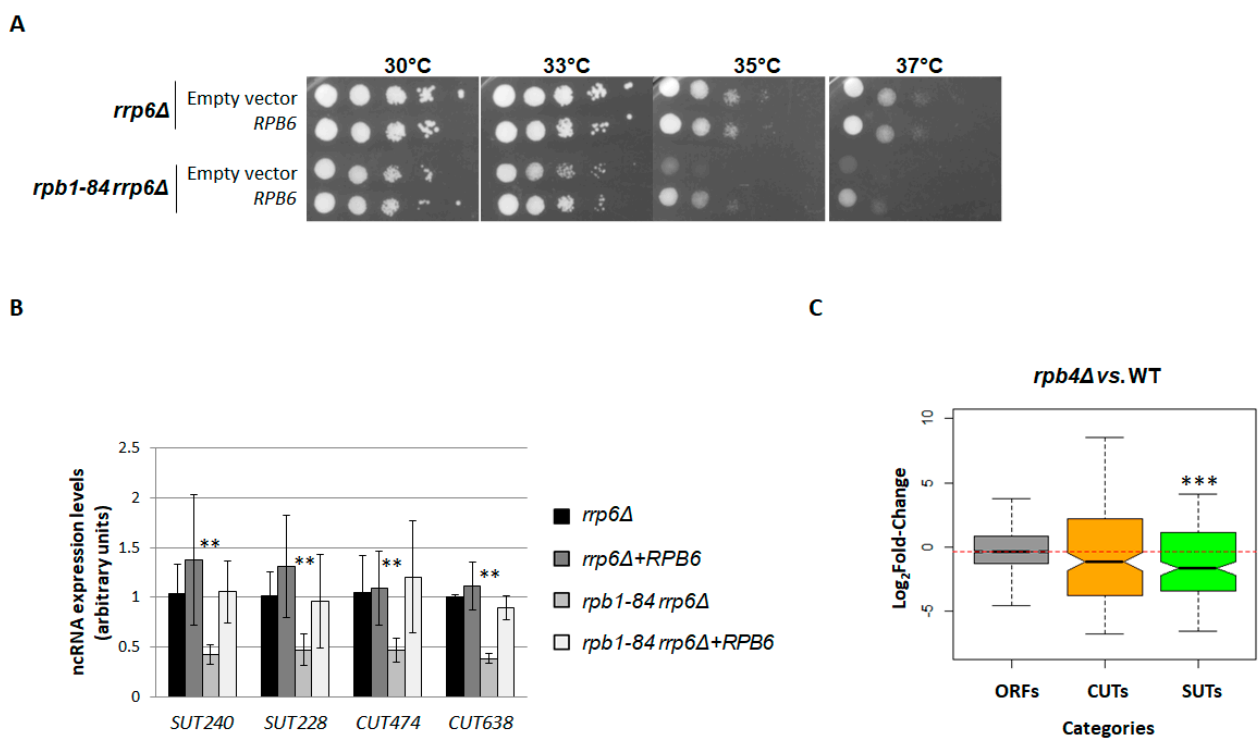 A
30°C 33°C 35°C 37°C
rrp6Δ Empty vector
RPB6
rpb1-84 rrp6Δ Empty vector
RPB6
B
ncRNA expression levels
(arbitrary units)
2.5
2
1.5
1
0.5
0
** ** ** **
SUT240 SUT228 CUT474 CUT638
rrp6Δ
rrp6Δ+RPB6
rpb1-84 rrp6Δ
rpb1-84 rrp6Δ+RPB6
C
rpb4Δ vs. WT
Log2Fold-Change
10
5
0
-5
***
ORFs CUTs SUTs
Categories